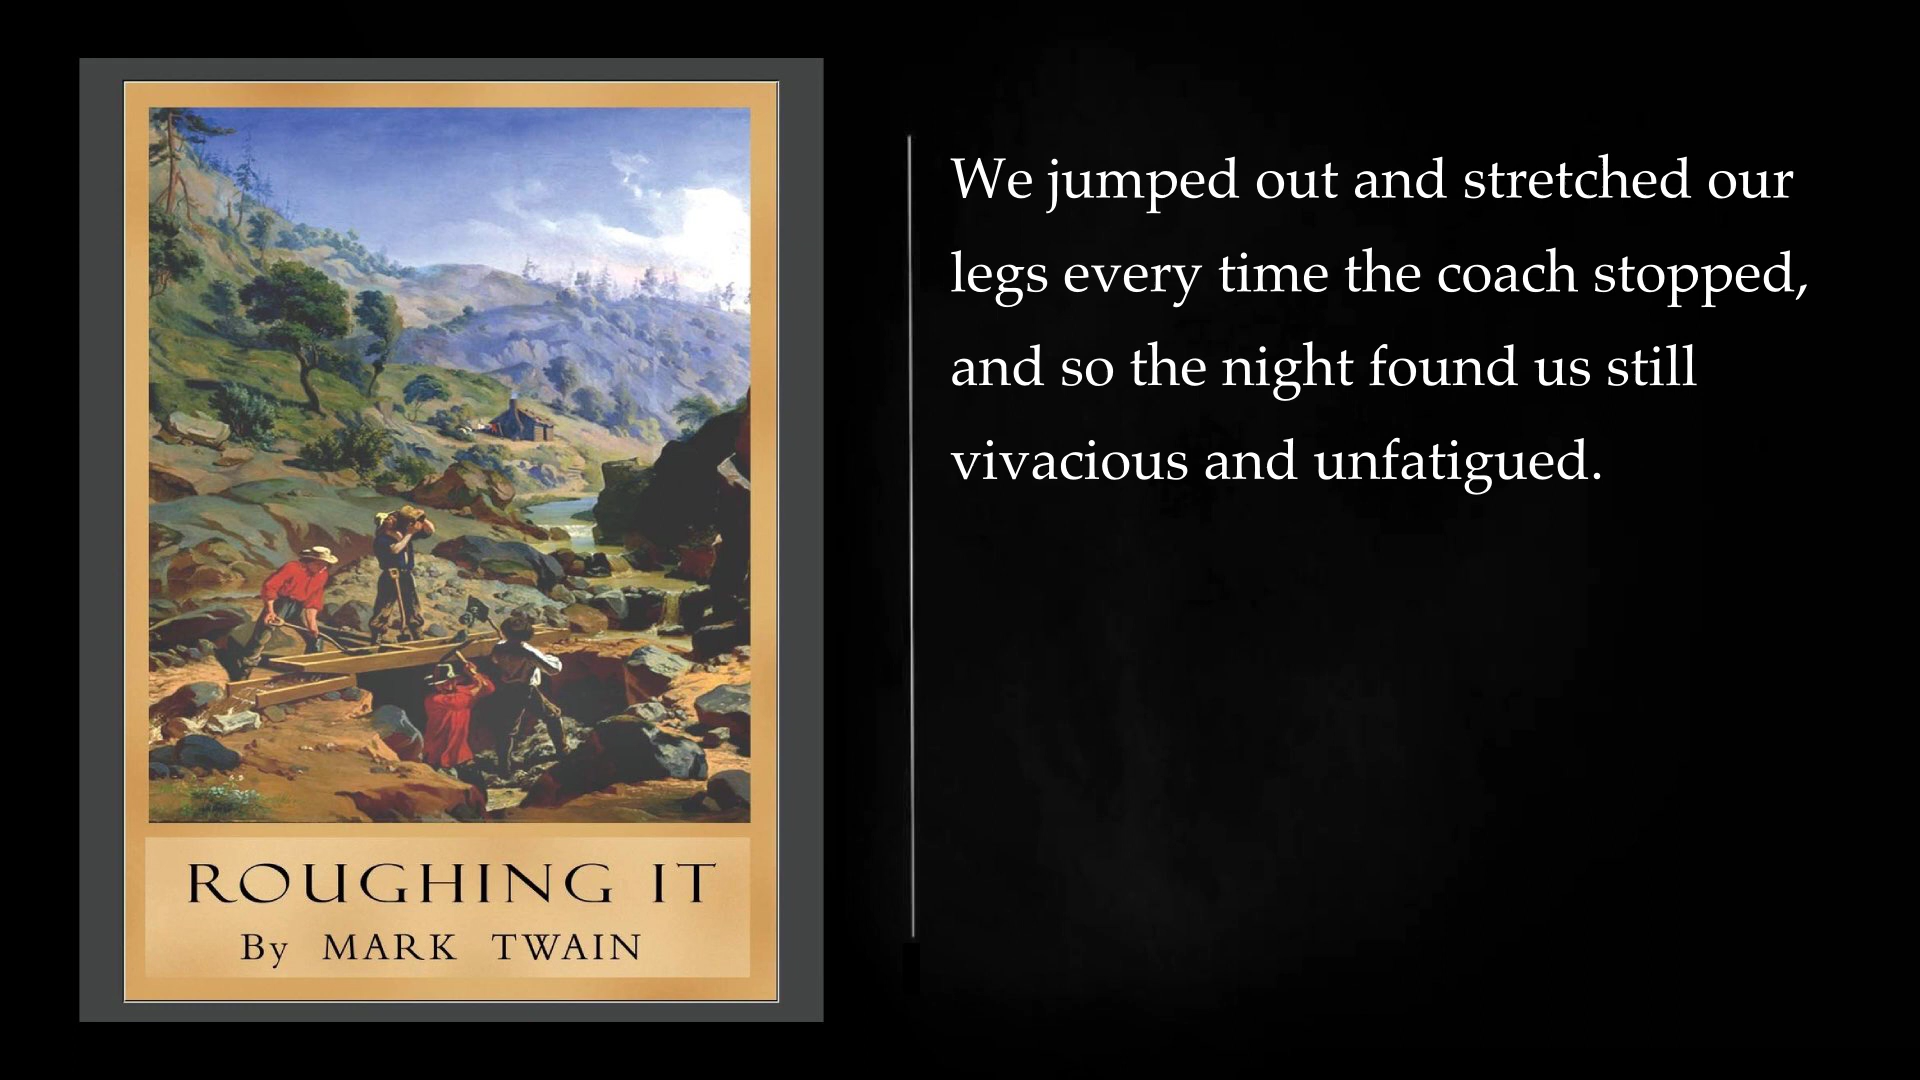 ROUGHING IT
By MARK TWAIN
We jumped out and stretched our
legs every time the coach stopped,
and so the night found us still
vivacious and unfatigued.